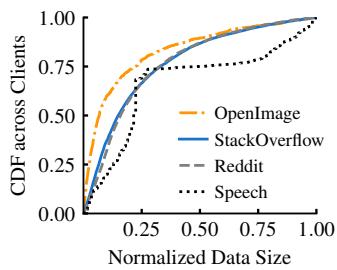 CDF across Clients
1.00
0.75
0.50
0.25
0.00
OpenImage
StackOverflow
Reddit
Speech
0.25 0.50 0.75 1.00
Normalized Data Size